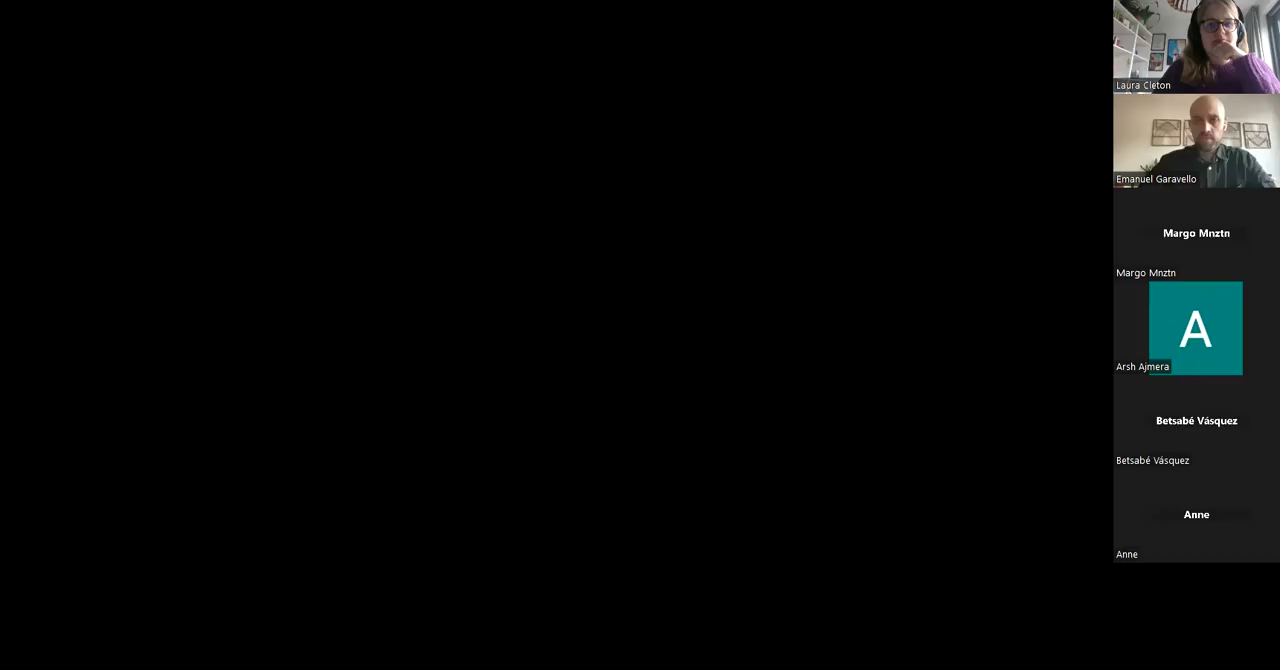 Laura Cleton
Emanuel Garavello
Margo Mnztn
Margo Mnztn
A
Arsh Ajmera
Betsabé Vásquez
Betsabé Vásquez
Anne
Anne